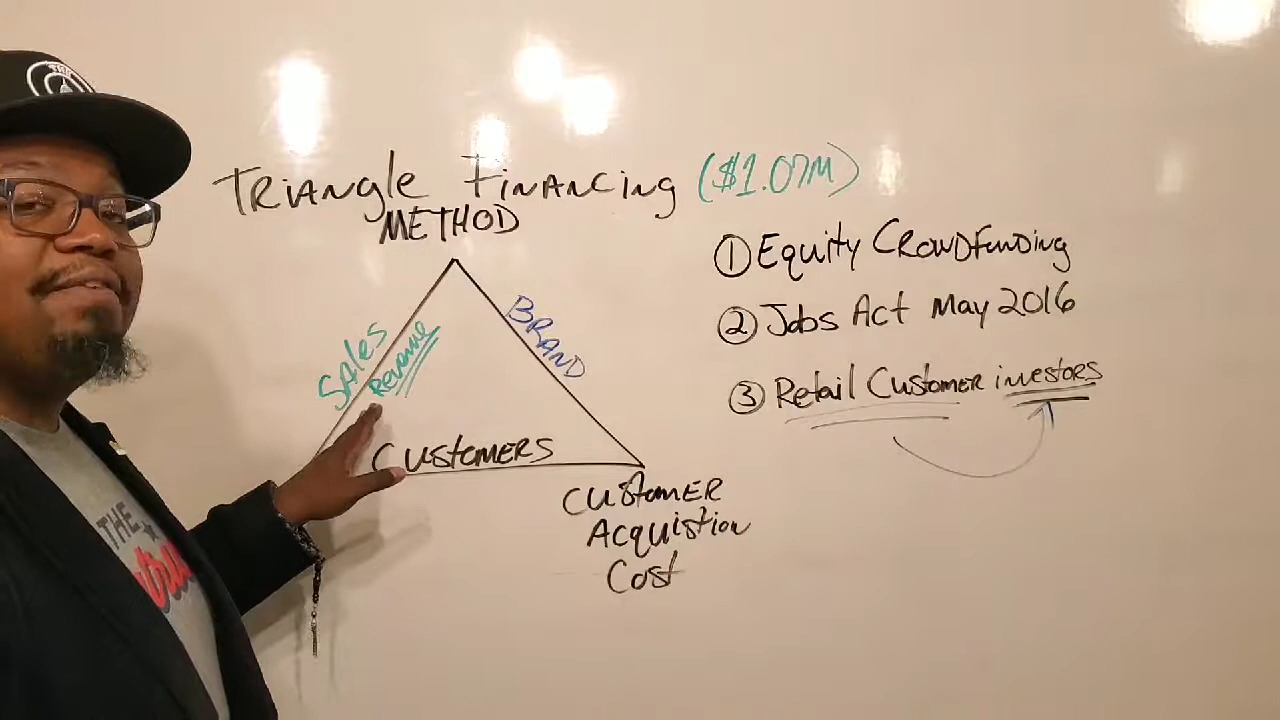 TRIANGLE FINANCING ($1.07M)
METHOD
SALES
Revenue
BRAND
CUSTOMERS
CUSTOMER
Acquistion
Cost
① Equity CROWDFunding
② Jobs Act May 2016
③ Retail Customer investors
THE